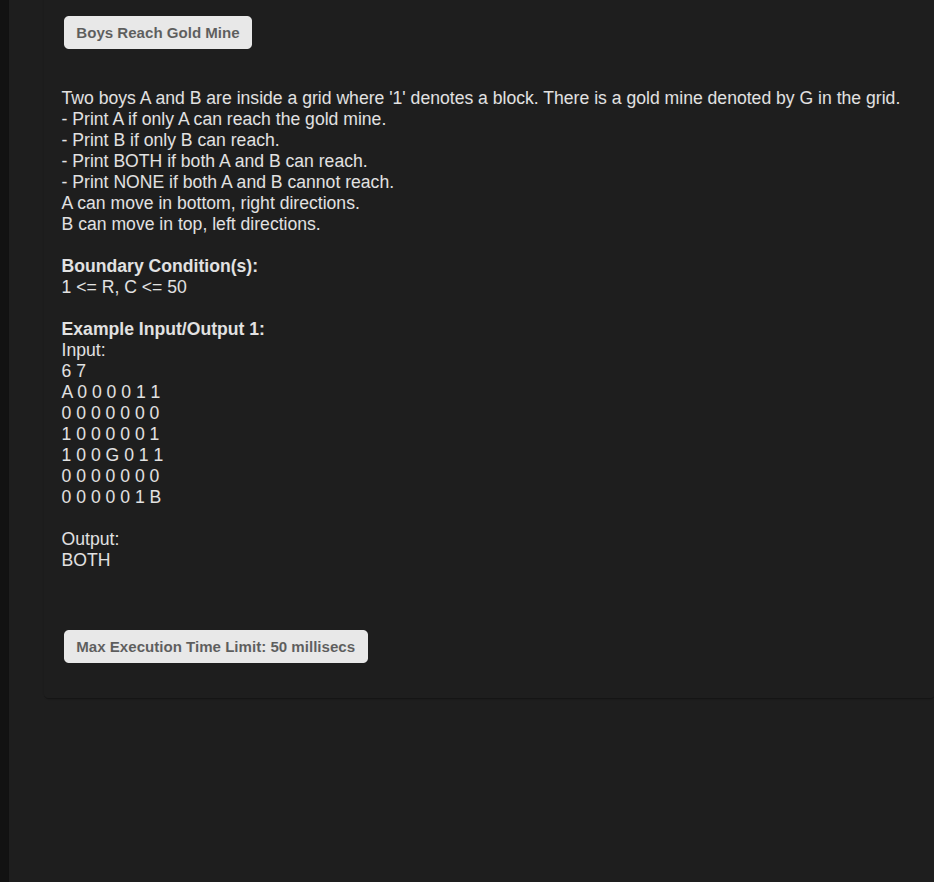 Boys Reach Gold Mine
Two boys A and B are inside a grid where '1' denotes a block. There is a gold mine denoted by G in the grid.
- Print A if only A can reach the gold mine.
- Print B if only B can reach.
- Print BOTH if both A and B can reach.
- Print NONE if both A and B cannot reach.
A can move in bottom, right directions.
B can move in top, left directions.
Boundary Condition(s):
1 <= R, C <= 50
Example Input/Output 1:
Input:
6 7
A 0 0 0 0 1 1
0 0 0 0 0 0 0
1 0 0 0 0 0 1
1 0 0 G 0 1 1
0 0 0 0 0 0 0
0 0 0 0 0 1 B
Output:
BOTH
Max Execution Time Limit: 50 millisecs